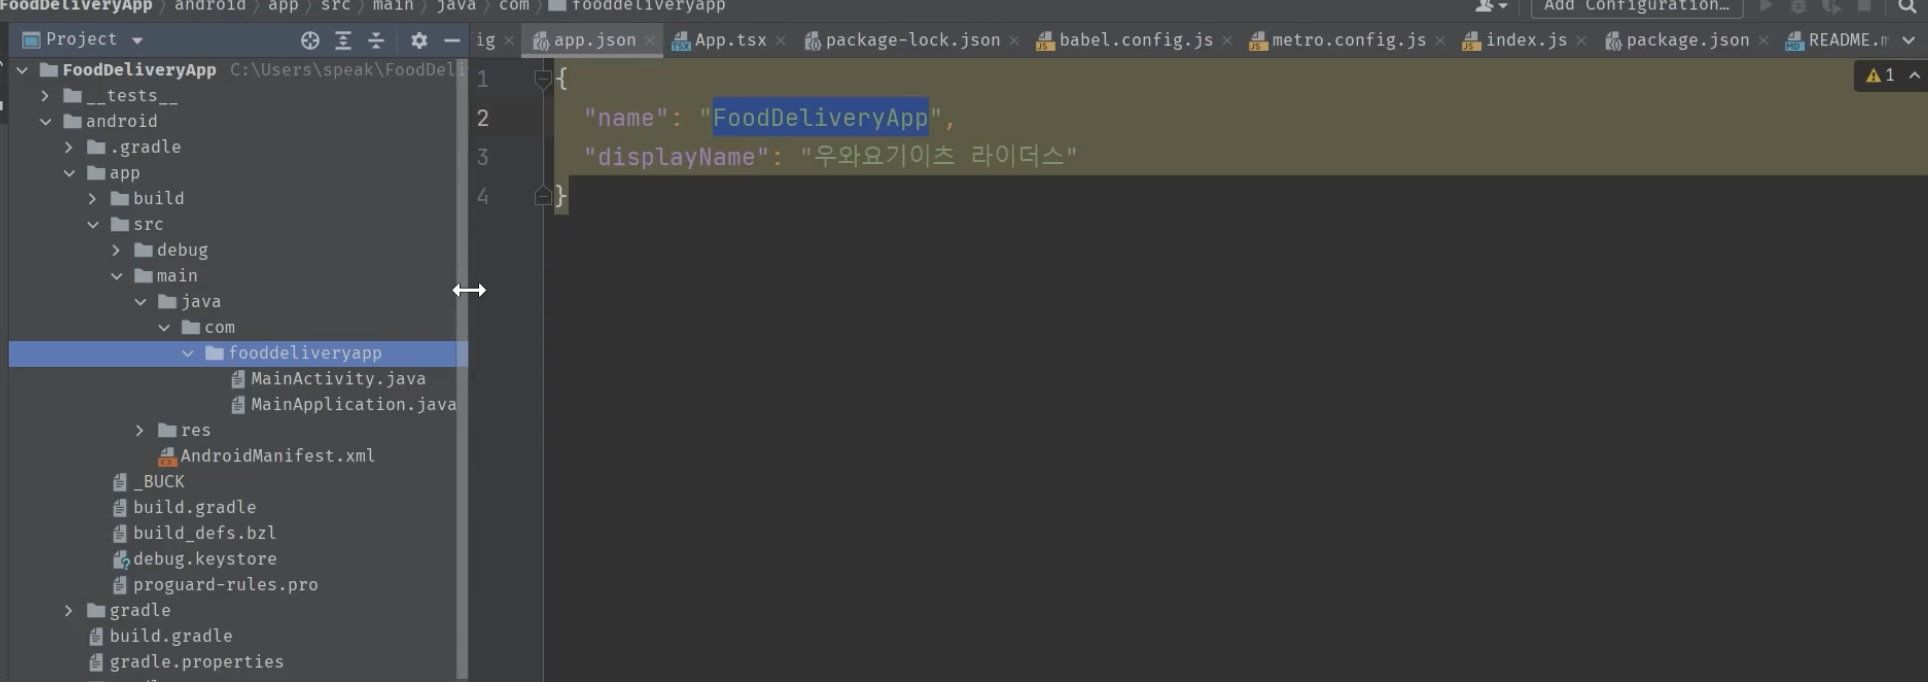 FoodDeliveryApp › android › app › src › main › java › com › fooddeliveryapp
Add Configuration...
Project
ig
app.json
App.tsx
package-lock.json
babel.config.js
metro.config.js
index.js
package.json
README.m
FoodDeliveryApp C:\Users\speak\FoodDeli
__tests__
android
.gradle
app
build
src
debug
main
java
com
fooddeliveryapp
MainActivity.java
MainApplication.java
res
AndroidManifest.xml
_BUCK
build.gradle
build_defs.bzl
debug.keystore
proguard-rules.pro
gradle
build.gradle
gradle.properties
1 {
2 "name": "FoodDeliveryApp",
3 "displayName": "우와요기이츠 라이더스"
4 }
1